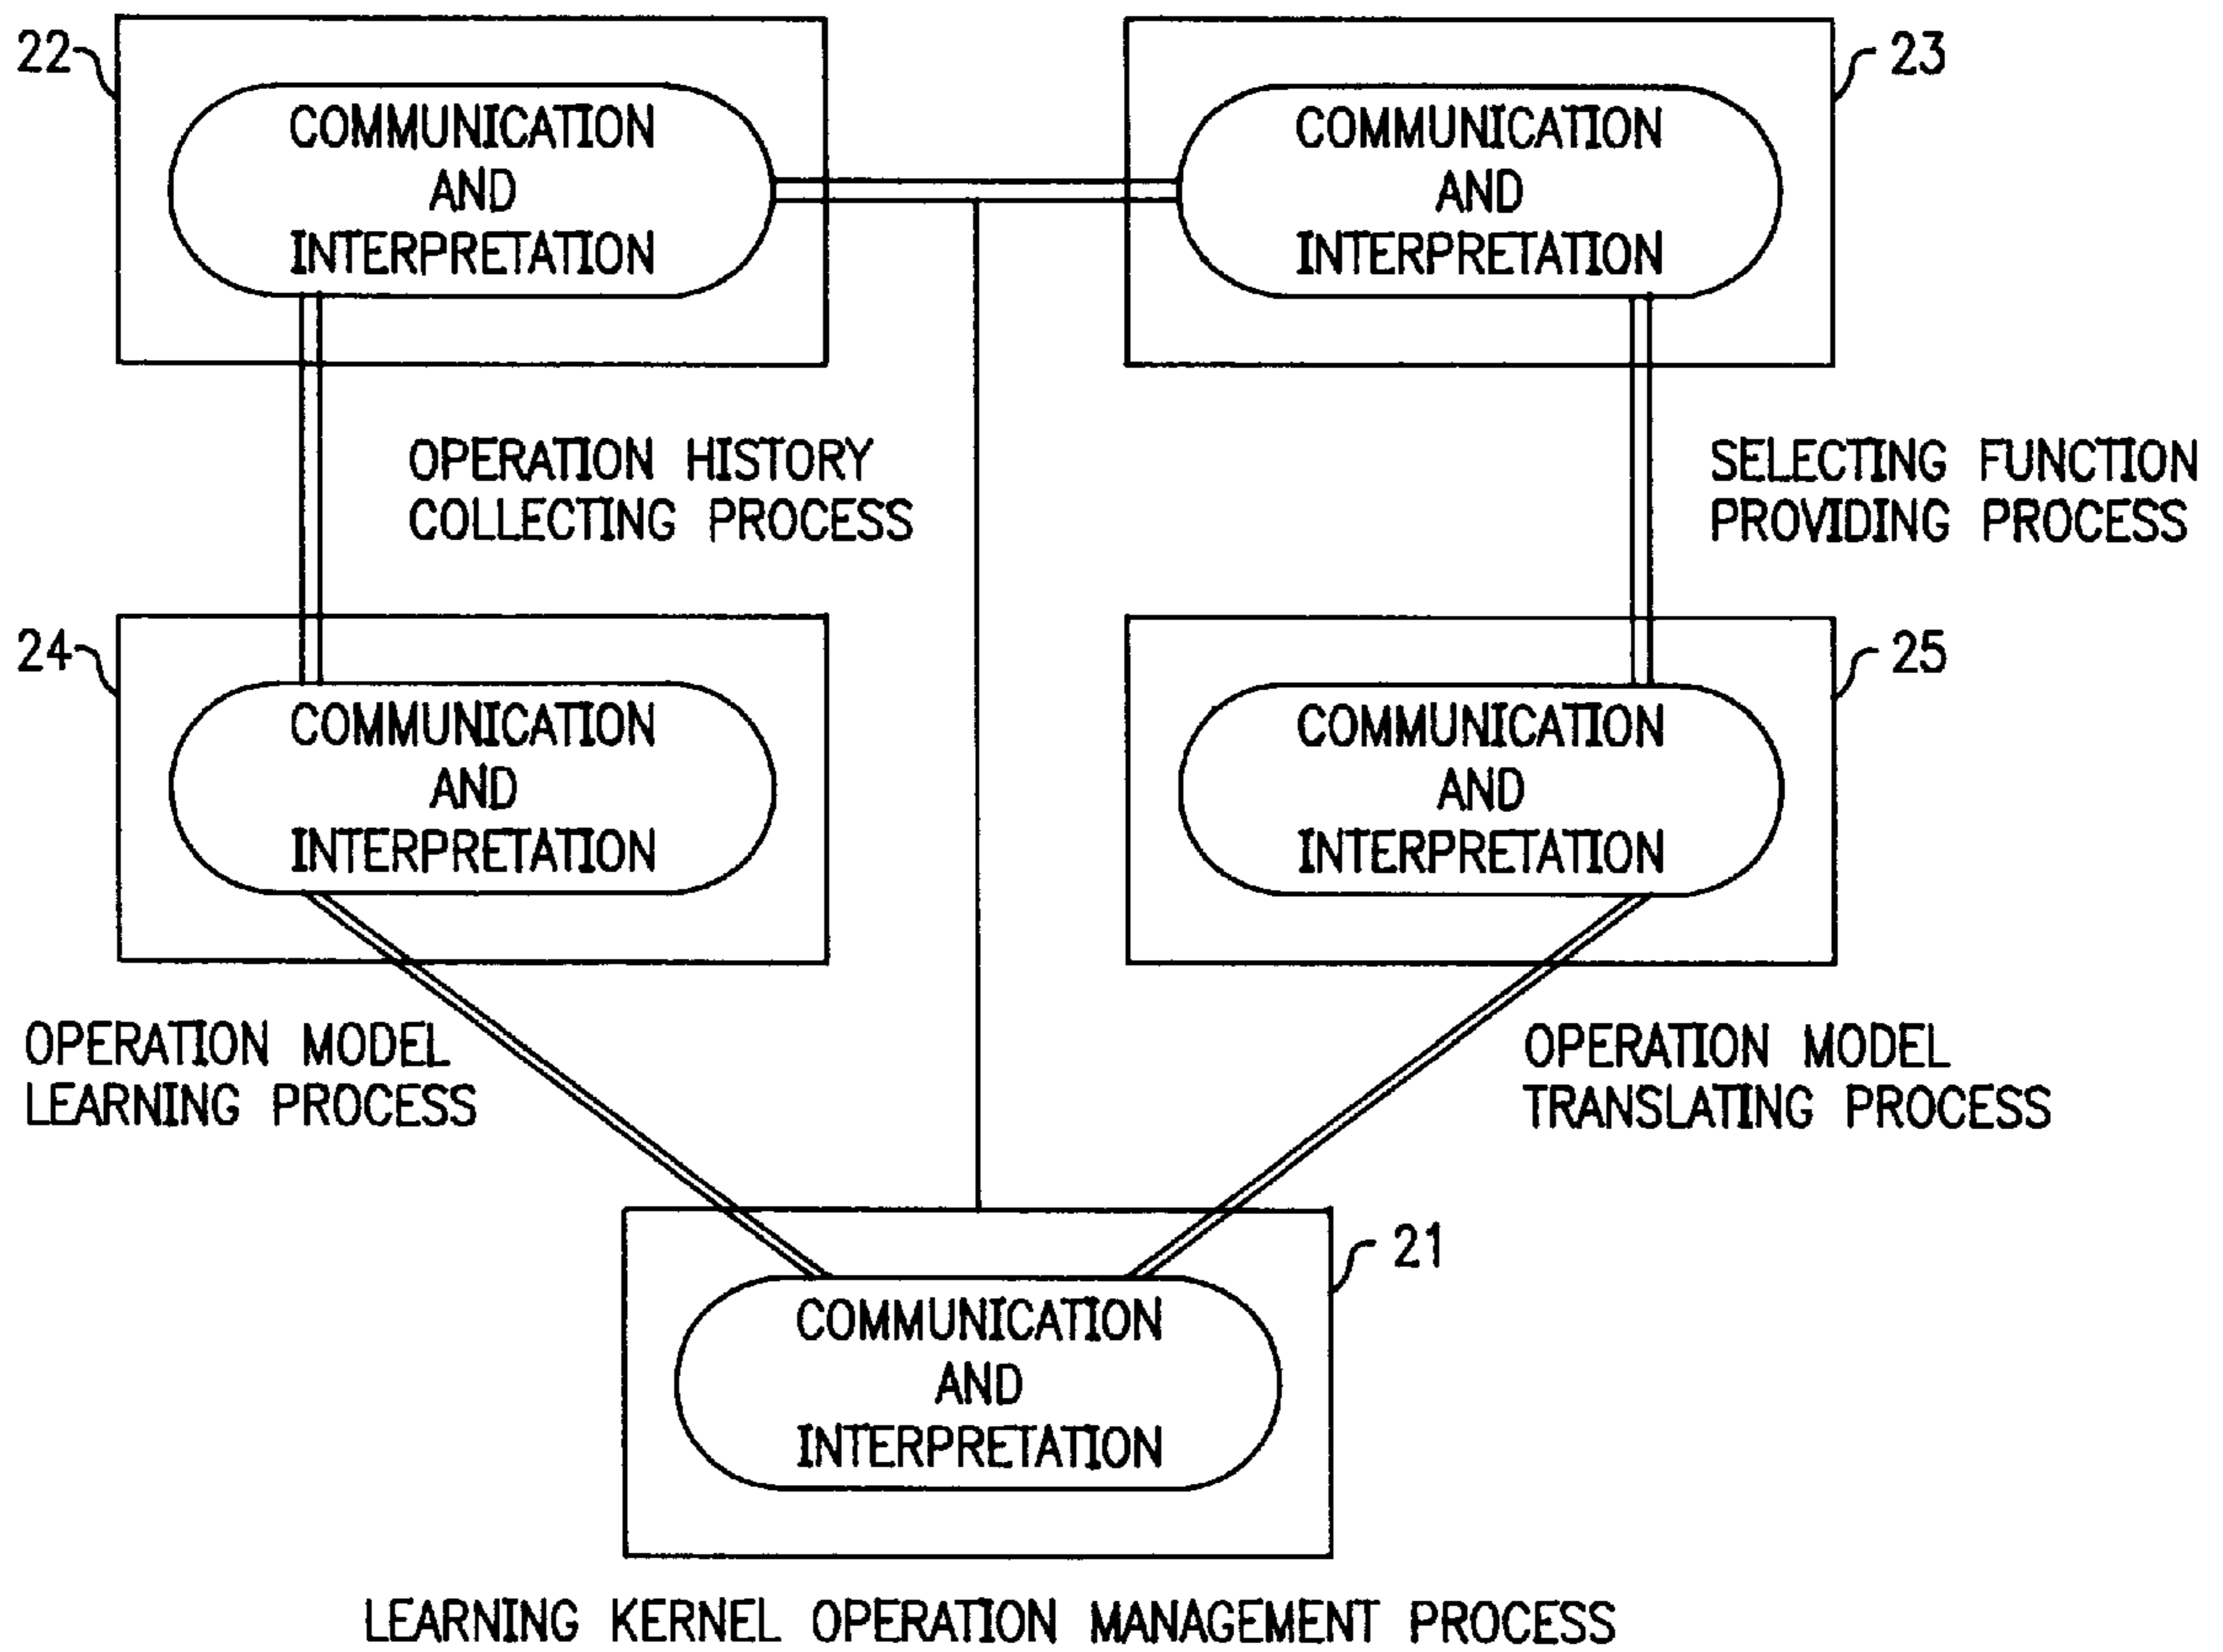 22
COMMUNICATION
AND
INTERPRETATION
23
COMMUNICATION
AND
INTERPRETATION
OPERATION HISTORY
COLLECTING PROCESS
SELECTING FUNCTION
PROVIDING PROCESS
24
COMMUNICATION
AND
INTERPRETATION
25
COMMUNICATION
AND
INTERPRETATION
OPERATION MODEL
LEARNING PROCESS
OPERATION MODEL
TRANSLATING PROCESS
21
COMMUNICATION
AND
INTERPRETATION
LEARNING KERNEL OPERATION MANAGEMENT PROCESS